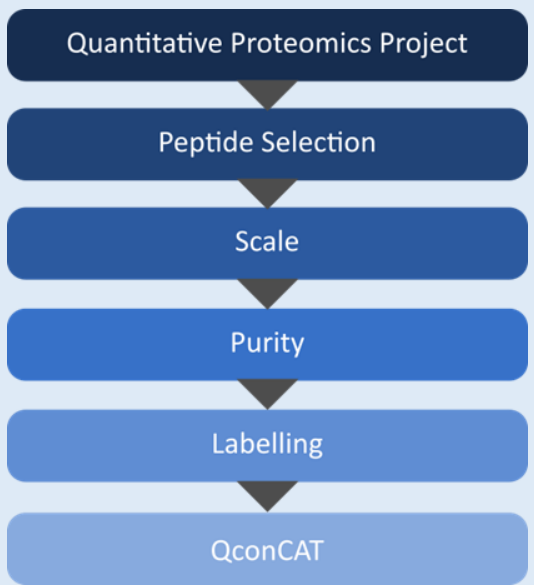 Quantitative Proteomics Project
Peptide Selection
Scale
Purity
Labelling
QconCAT